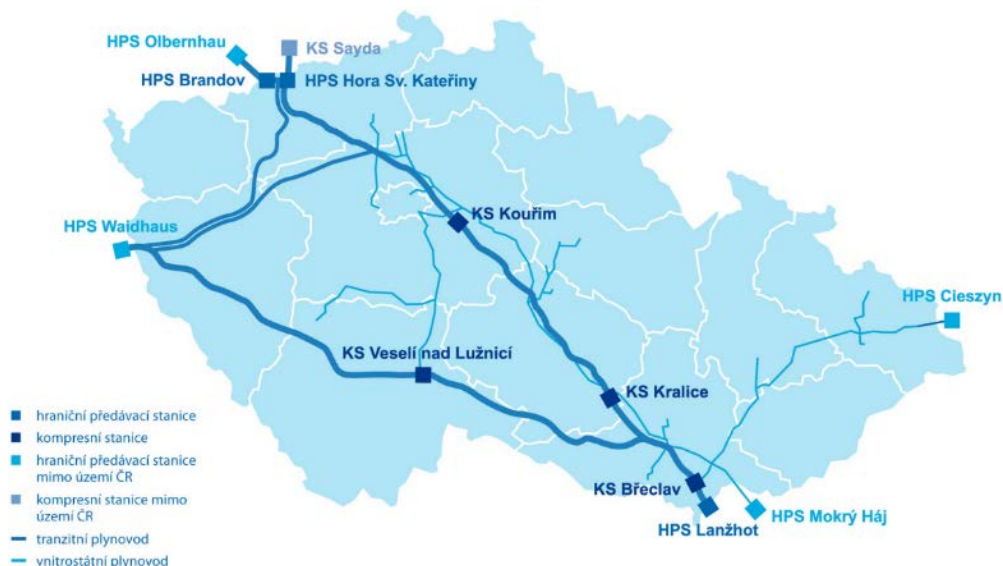 HPS Olbernhau
KS Sayda
HPS Brandov
HPS Hora Sv. Kateřiny
HPS Waidhaus
KS Kouřim
HPS Cieszyn
KS Veselí nad Lužnicí
KS Kralice
KS Břeclav
HPS Lanžhot
HPS Mokrý Háj
hraniční předávací stanice
kompresní stanice
hraniční předávací stanice
mimo území ČR
kompresní stanice mimo
území ČR
tranzitní plynovod
vnitrostátní plynovod